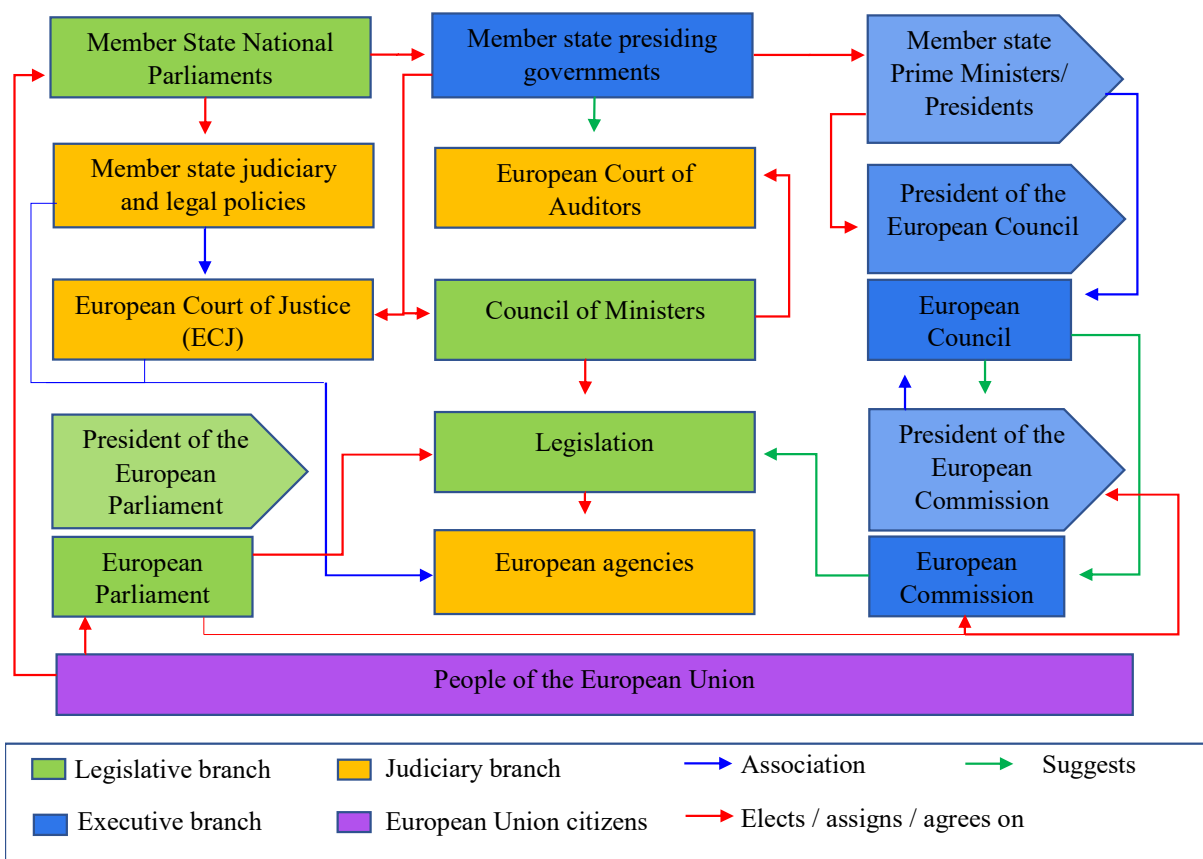 Member State National
Parliaments
Member state presiding
governments
Member state
Prime Ministers/
Presidents
Member state judiciary
and legal policies
European Court of
Auditors
President of the
European Council
European Court of Justice
(ECJ)
Council of Ministers
European
Council
President of the
European
Parliament
Legislation
President of the
European
Commission
European
Parliament
European agencies
European
Commission
People of the European Union
Legislative branch
Judiciary branch
Association
Suggests
Executive branch
European Union citizens
Elects / assigns / agrees on